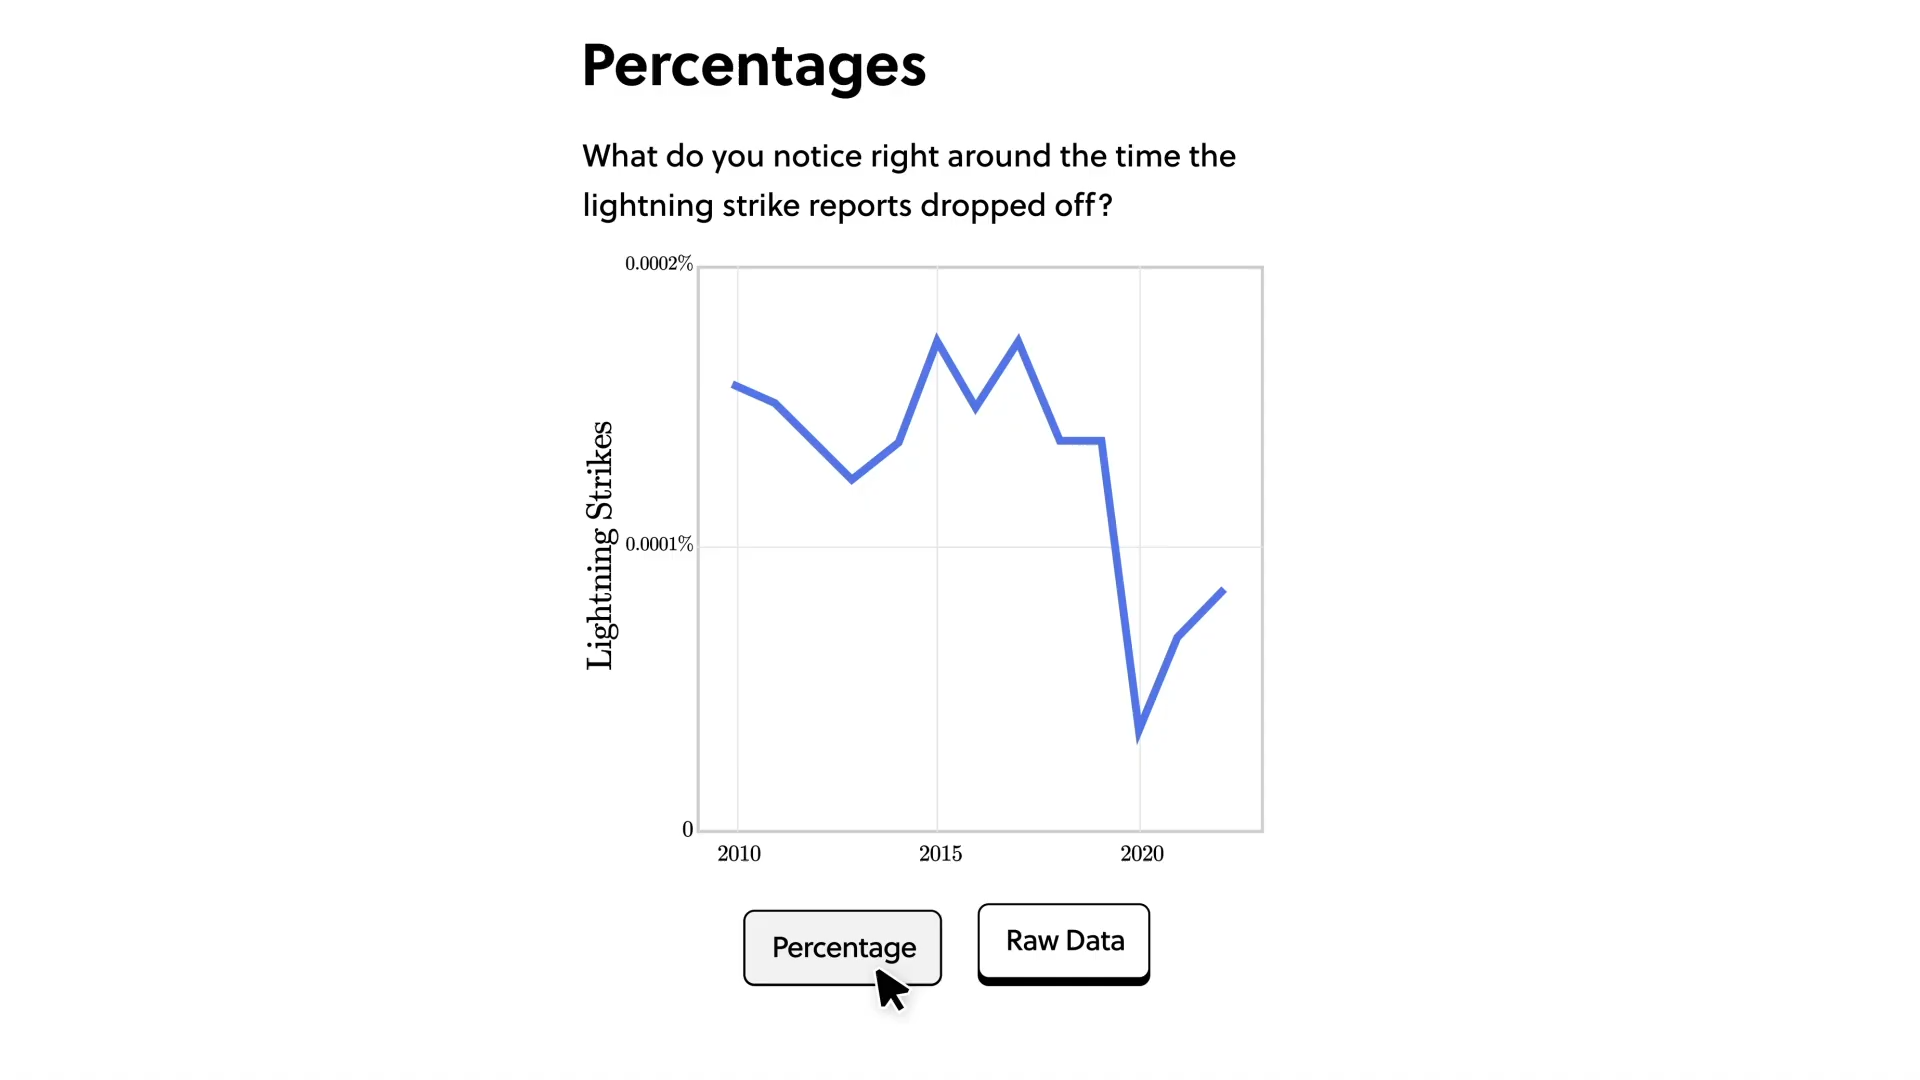 Percentages
What do you notice right around the time the
lightning strike reports dropped off?
0.0002%
Lightning Strikes
0.0001%
0
2010
2015
2020
Percentage
Raw Data